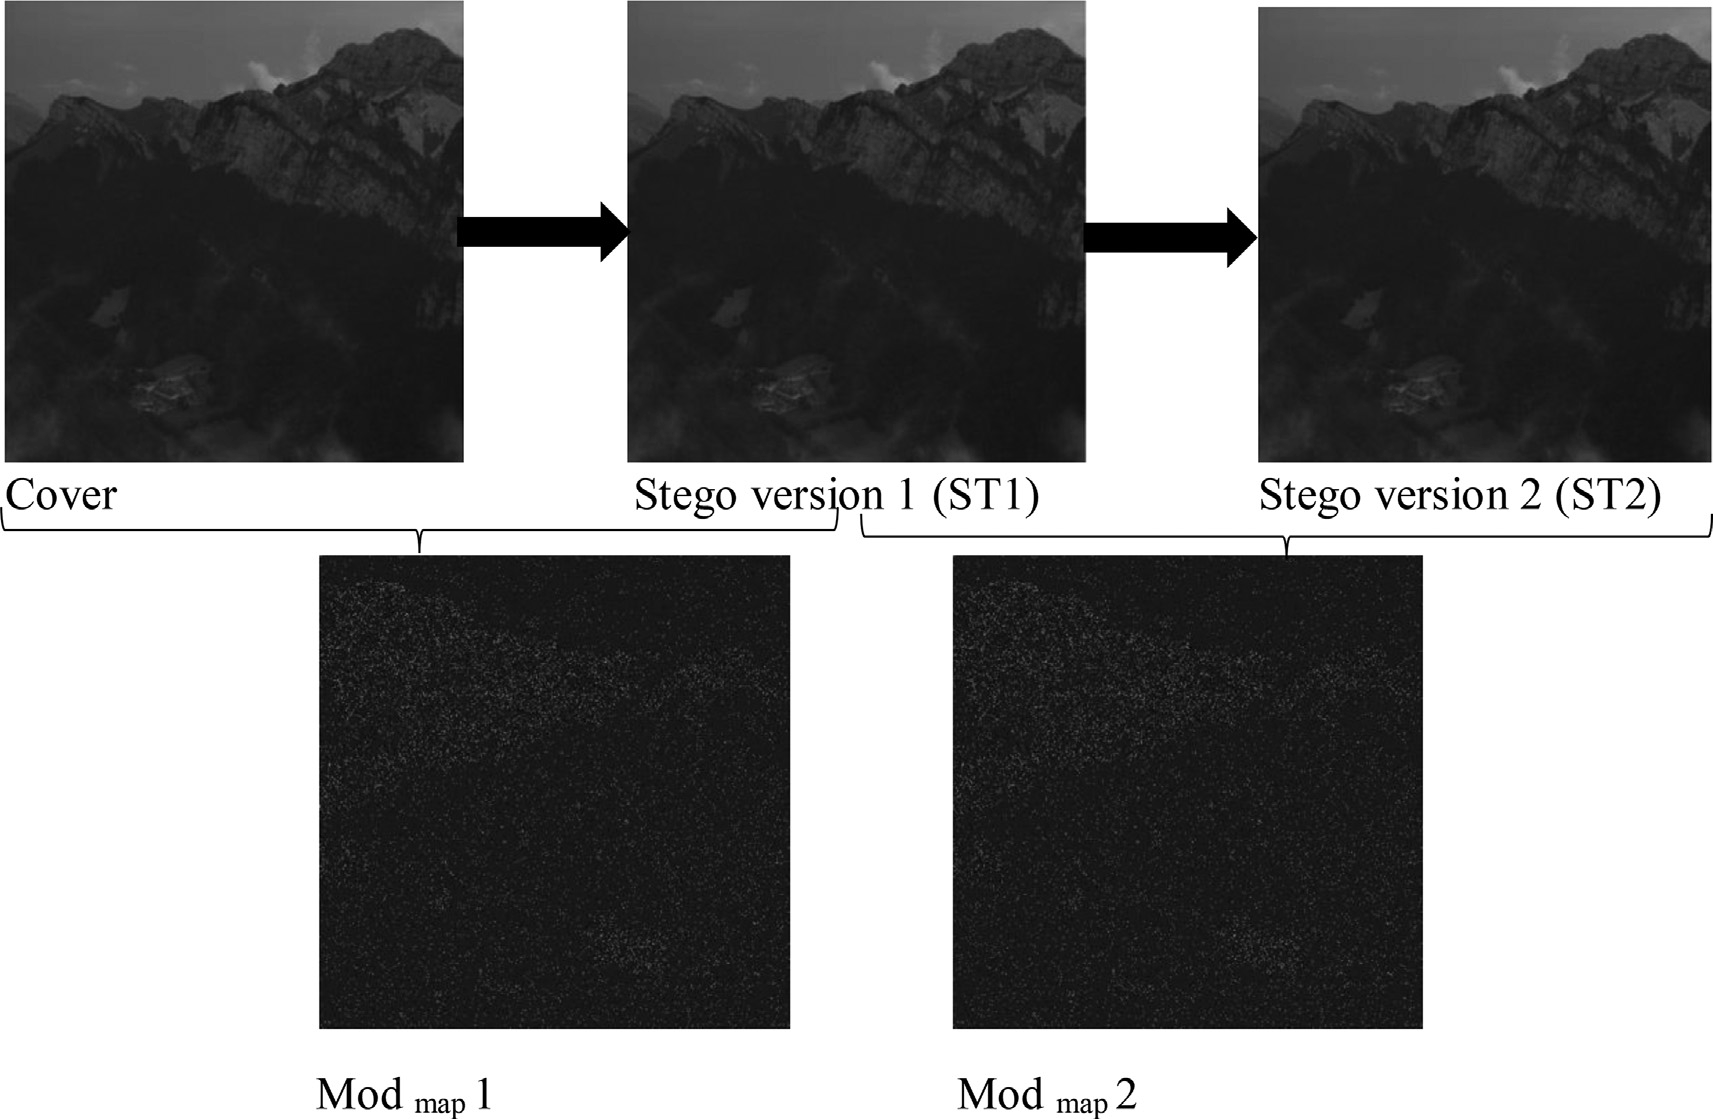 Cover
Stego version 1 (ST1)
Stego version 2 (ST2)
Mod map 1
Mod map 2